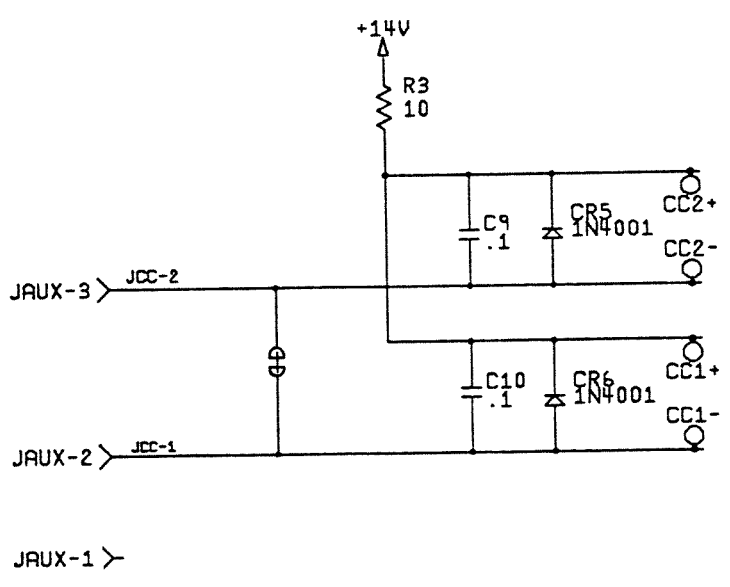 +14V
R3
10
CC2+
C9
.1
CR5
1N4001
CC2-
JCC-2
JAUX-3
CC1+
C10
.1
CR6
1N4001
CC1-
JCC-1
JAUX-2
JAUX-1